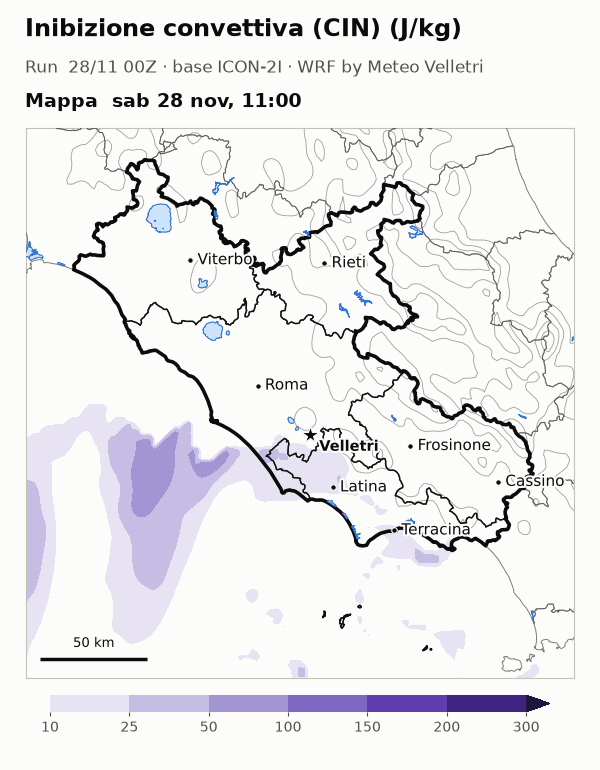 Inibizione convettiva (CIN) (J/kg)
Run  28/11 00Z · base ICON-2I · WRF by Meteo Velletri
Mappa  sab 28 nov, 11:00
Viterbo
Rieti
Roma
Velletri
Frosinone
Latina
Cassino
Terracina
50 km
10 25 50 100 150 200 300